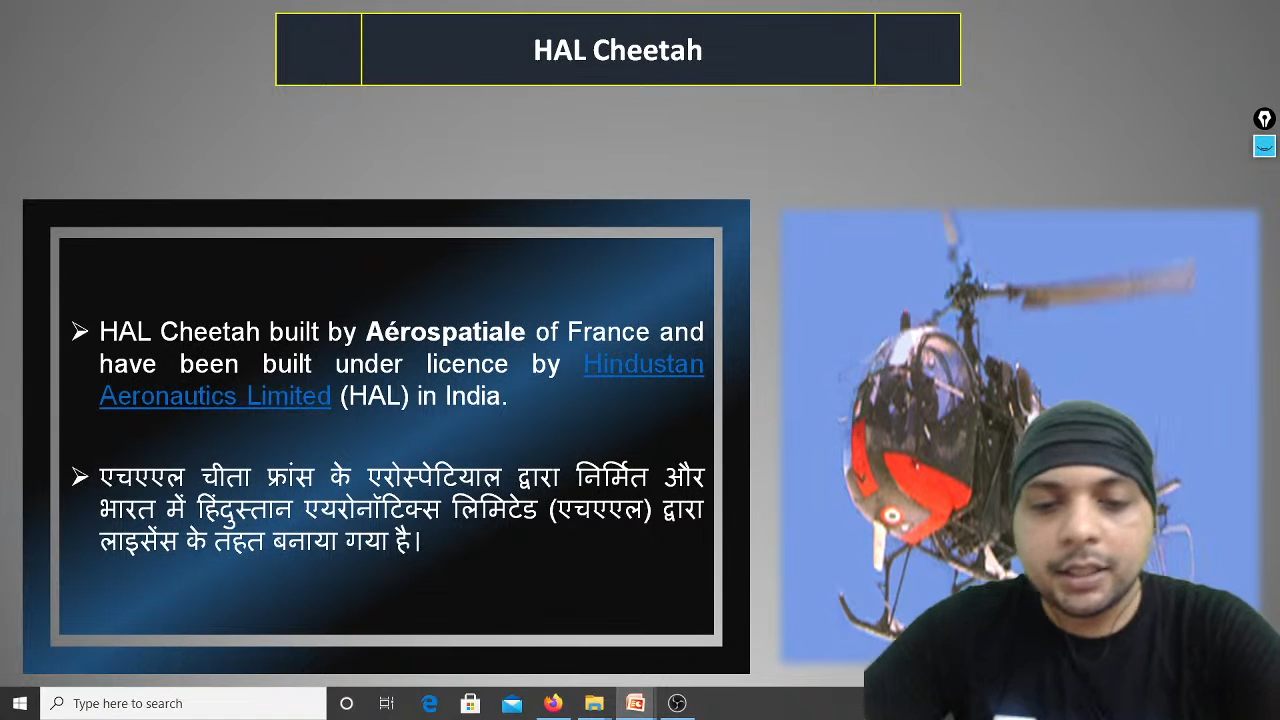 HAL Cheetah
➢ HAL Cheetah built by Aérospatiale of France and
have been built under licence by Hindustan
Aeronautics Limited (HAL) in India.
➢ एचएएल चीता फ्रांस के एरोस्पेटियाल द्वारा निर्मित और
भारत में हिंदुस्तान एयरोनॉटिक्स लिमिटेड (एचएएल) द्वारा
लाइसेंस के तहत बनाया गया है।
Type here to search